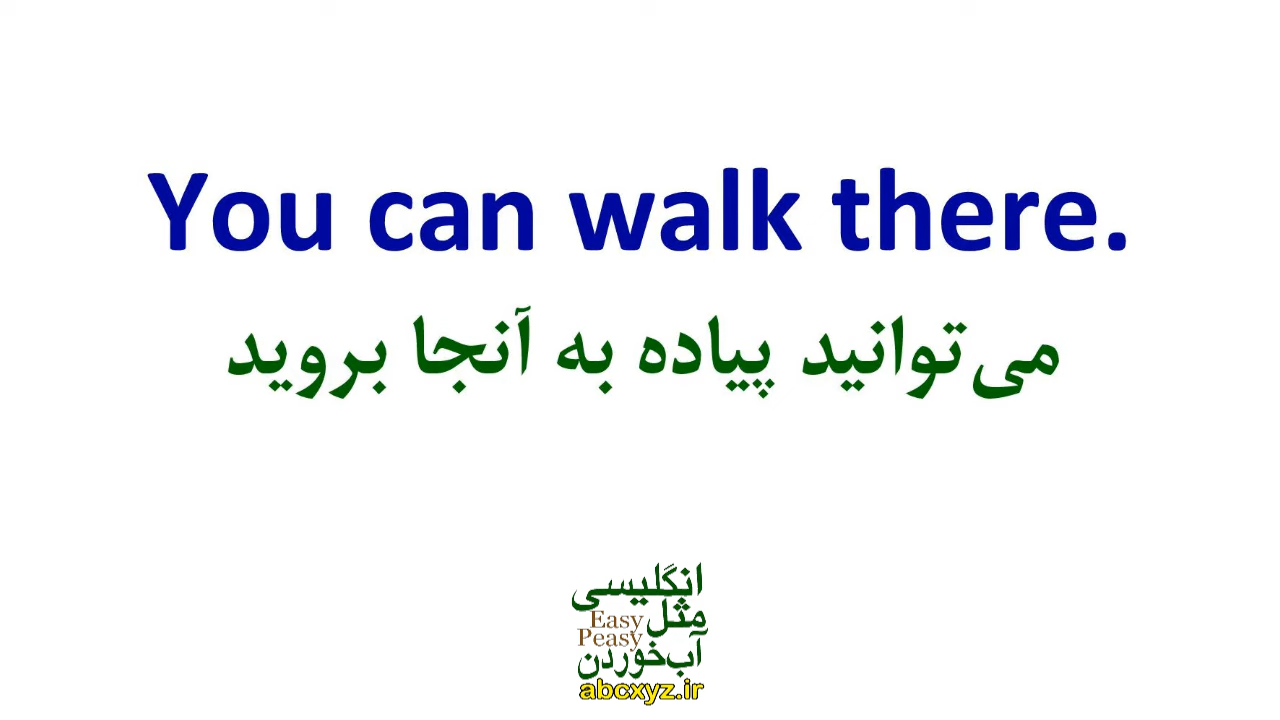 You can walk there.
می‌توانید پیاده به آنجا بروید
انگلیسی
مثل
Easy
Peasy
آب‌خوردن
abcxyz.ir